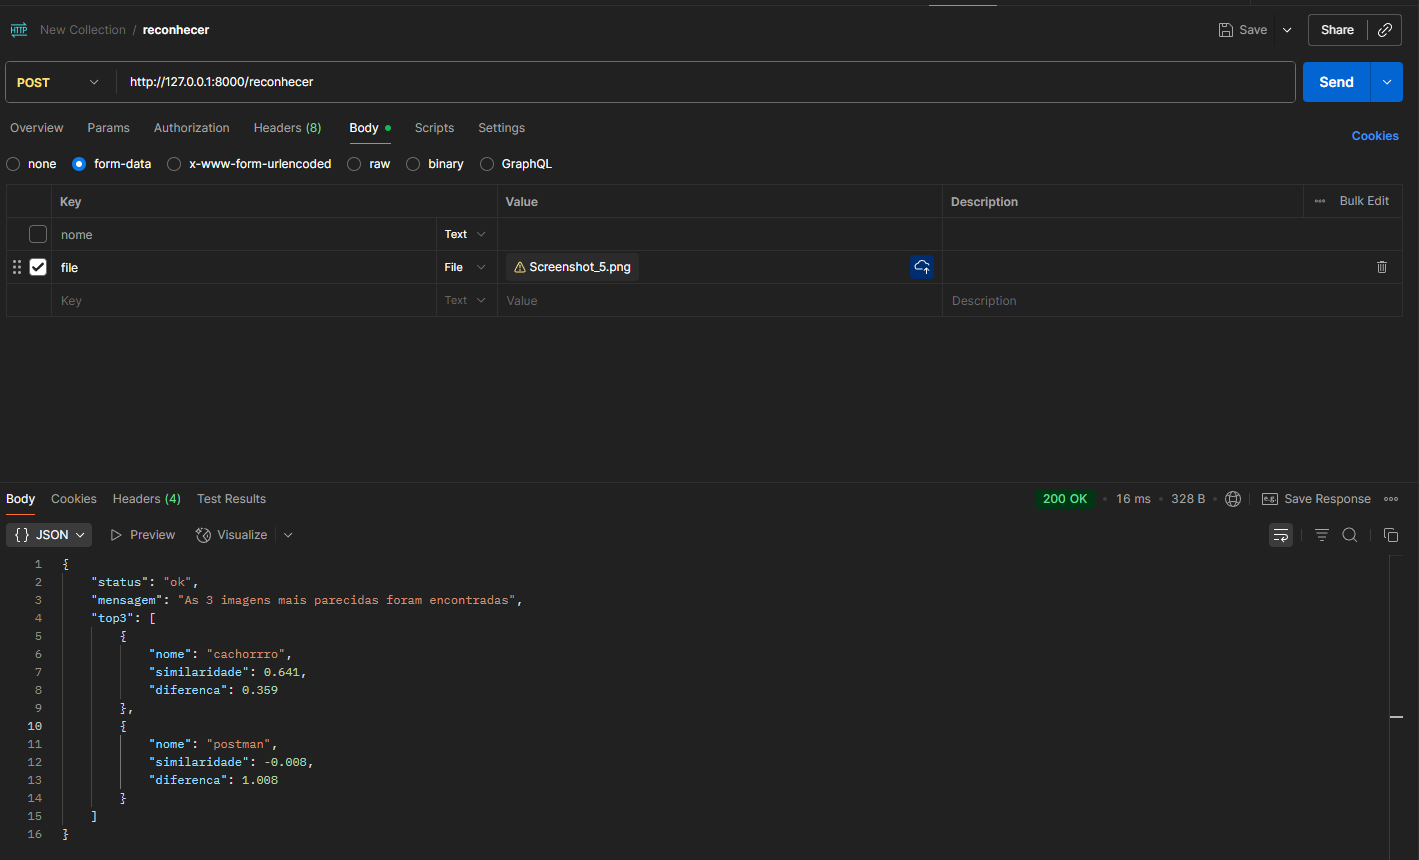 HTTP New Collection / reconhecer Save Share
POST http://127.0.0.1:8000/reconhecer Send
Overview Params Authorization Headers (8) Body Scripts Settings Cookies
none form-data x-www-form-urlencoded raw binary GraphQL
Key Value Description Bulk Edit
nome Text
file File Screenshot_5.png
Key Text Value Description
Body Cookies Headers (4) Test Results 200 OK 16 ms 328 B e.g. Save Response
{} JSON Preview Visualize
1 {
2 "status": "ok",
3 "mensagem": "As 3 imagens mais parecidas foram encontradas",
4 "top3": [
5 {
6 "nome": "cachorrro",
7 "similaridade": 0.641,
8 "diferenca": 0.359
9 },
10 {
11 "nome": "postman",
12 "similaridade": -0.008,
13 "diferenca": 1.008
14 }
15 ]
16 }